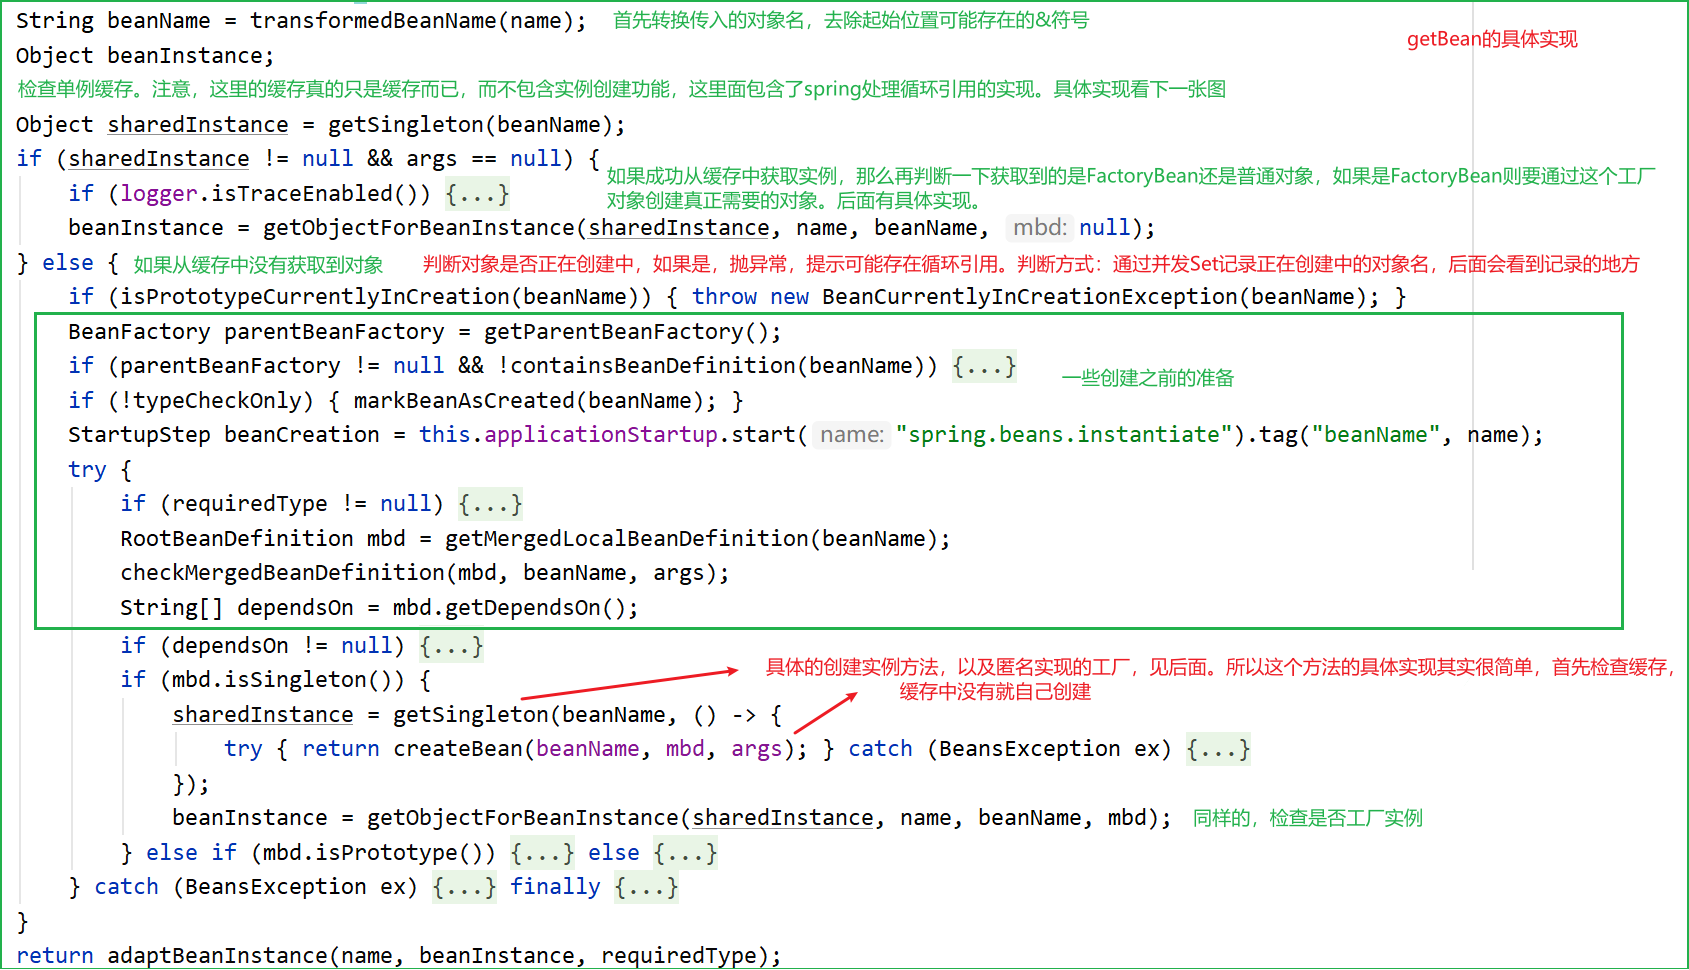 String beanName = transformedBeanName(name); 首先转换传入的对象名，去除起始位置可能存在的&符号
getBean的具体实现
Object beanInstance;
检查单例缓存。注意，这里的缓存真的只是缓存而已，而不包含实例创建功能，这里面包含了spring处理循环引用的实现。具体实现看下一张图
Object sharedInstance = getSingleton(beanName);
if (sharedInstance != null && args == null) {
如果成功从缓存中获取实例，那么再判断一下获取到的是FactoryBean还是普通对象，如果是FactoryBean则要通过这个工厂
if (logger.isTraceEnabled()) {...}
对象创建真正需要的对象。后面有具体实现。
beanInstance = getObjectForBeanInstance(sharedInstance, name, beanName, mbd: null);
} else { 如果从缓存中没有获取到对象 判断对象是否正在创建中，如果是，抛异常，提示可能存在循环引用。判断方式：通过并发Set记录正在创建中的对象名，后面会看到记录的地方
if (isPrototypeCurrentlyInCreation(beanName)) { throw new BeanCurrentlyInCreationException(beanName); }
BeanFactory parentBeanFactory = getParentBeanFactory();
if (parentBeanFactory != null && !containsBeanDefinition(beanName)) {...}
一些创建之前的准备
if (!typeCheckOnly) { markBeanAsCreated(beanName); }
StartupStep beanCreation = this.applicationStartup.start( name: "spring.beans.instantiate").tag("beanName", name);
try {
if (requiredType != null) {...}
RootBeanDefinition mbd = getMergedLocalBeanDefinition(beanName);
checkMergedBeanDefinition(mbd, beanName, args);
String[] dependsOn = mbd.getDependsOn();
if (dependsOn != null) {...}
具体的创建实例方法，以及匿名实现的工厂，见后面。所以这个方法的具体实现其实很简单，首先检查缓存，
if (mbd.isSingleton()) {
缓存中没有就自己创建
sharedInstance = getSingleton(beanName, () -> {
try { return createBean(beanName, mbd, args); } catch (BeansException ex) {...}
});
beanInstance = getObjectForBeanInstance(sharedInstance, name, beanName, mbd); 同样的，检查是否工厂实例
} else if (mbd.isPrototype()) {...} else {...}
} catch (BeansException ex) {...} finally {...}
}
return adaptBeanInstance(name, beanInstance, requiredType);